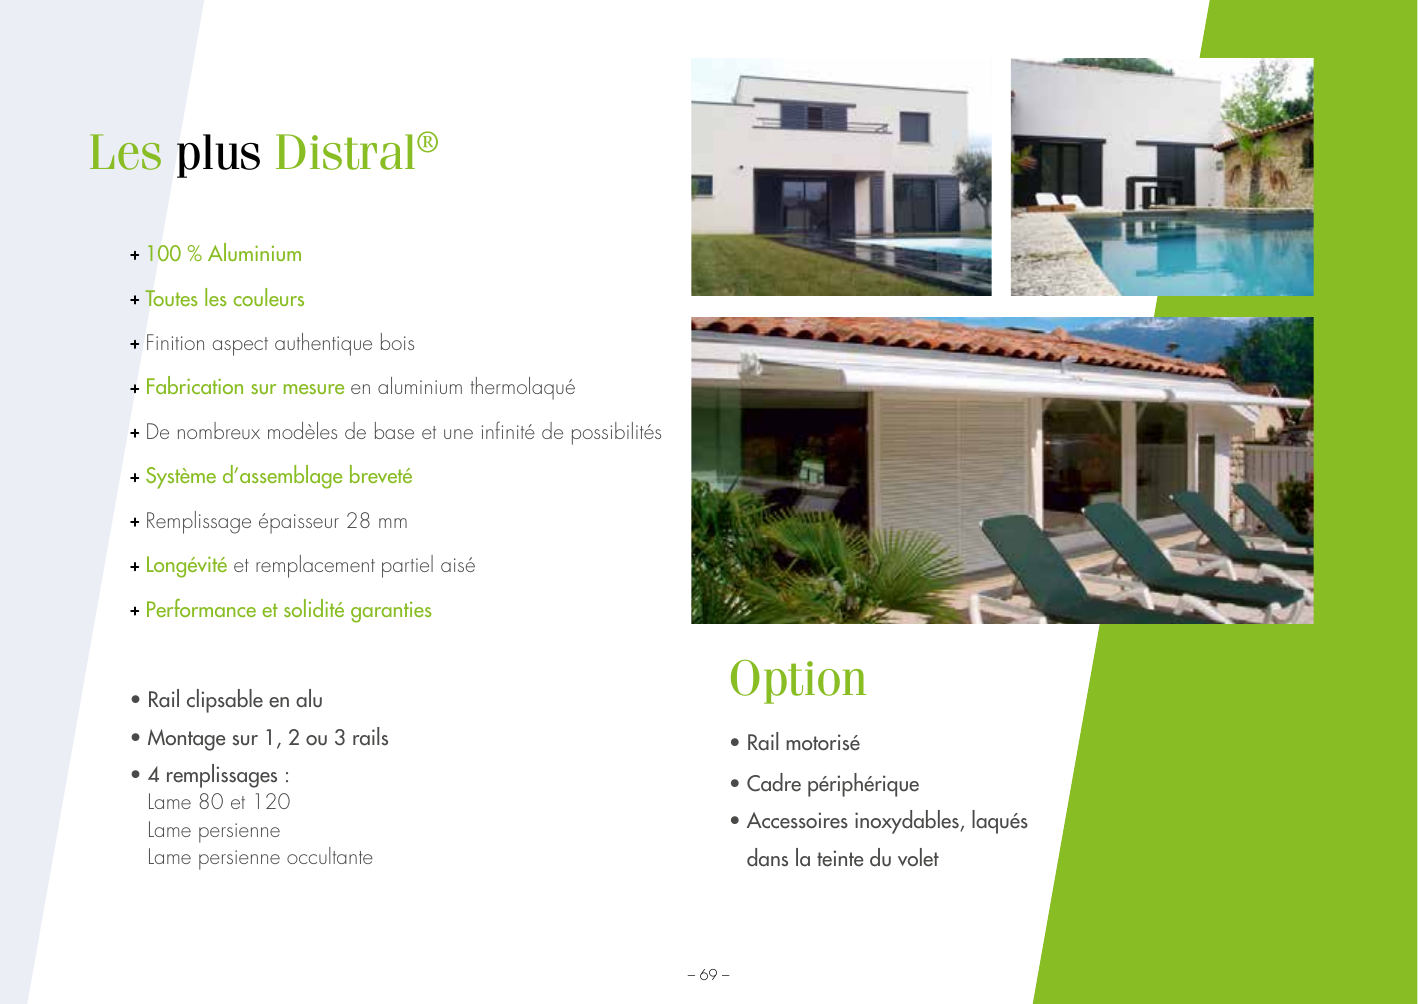 Les plus Distral®
+ 100 % Aluminium
+ Toutes les couleurs
+ Finition aspect authentique bois
+ Fabrication sur mesure en aluminium thermolaqué
+ De nombreux modèles de base et une infinité de possibilités
+ Système d'assemblage breveté
+ Remplissage épaisseur 28 mm
+ Longévité et remplacement partiel aisé
+ Performance et solidité garanties
• Rail clipsable en alu
• Montage sur 1, 2 ou 3 rails
• 4 remplissages :
Lame 80 et 120
Lame persienne
Lame persienne occultante
Option
• Rail motorisé
• Cadre périphérique
• Accessoires inoxydables, laqués
dans la teinte du volet
– 69 –